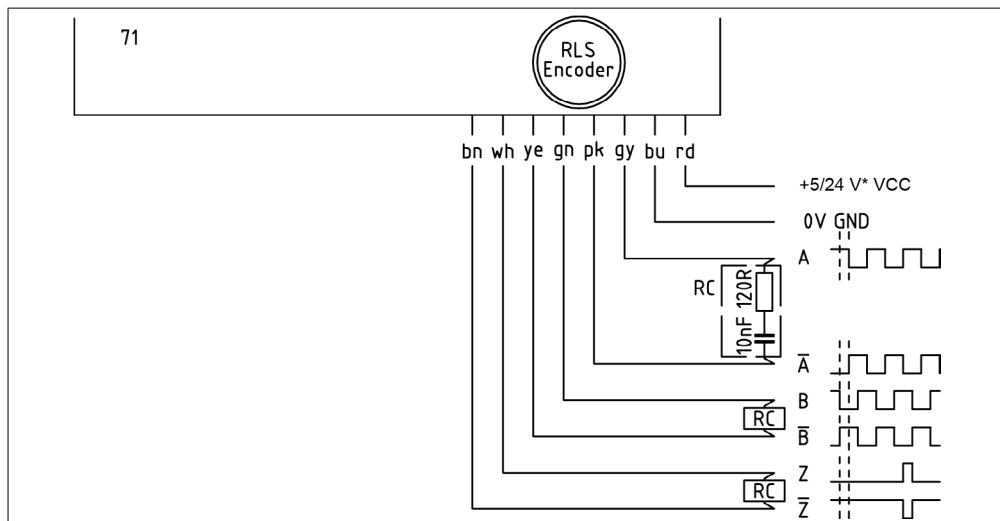 71
RLS
Encoder
bn wh ye gn pk gy bu rd
+5/24 V* VCC
0V GND
A
RC
120R
10nF
A̅
B
RC
B̅
Z
RC
Z̅